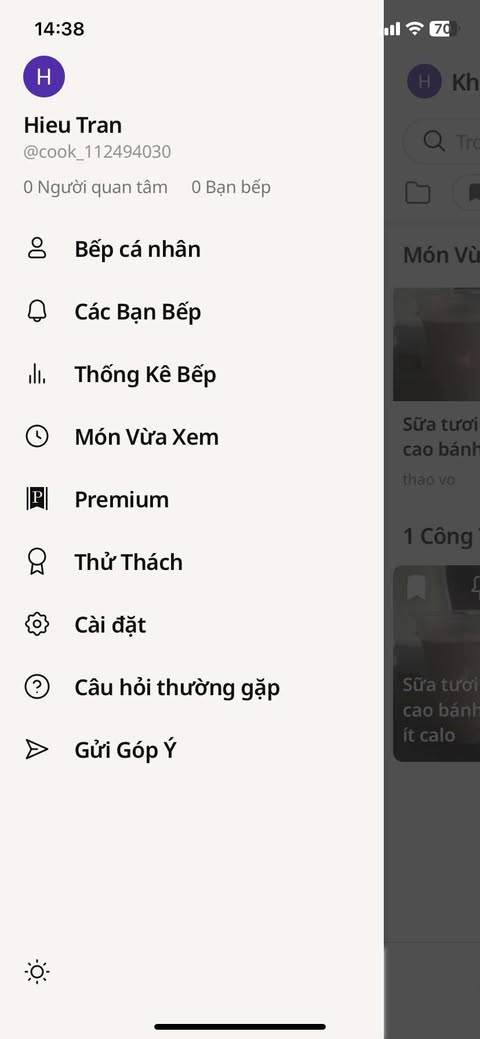 14:38
70
H
Hieu Tran
@cook_112494030
0 Người quan tâm 0 Bạn bếp
Bếp cá nhân
Các Bạn Bếp
Thống Kê Bếp
Món Vừa Xem
P
Premium
Thử Thách
Cài đặt
Câu hỏi thường gặp
Gửi Góp Ý
H Kh
Tro
Món Vừ
Sữa tươi
cao bánh
thao vo
1 Công
Sữa tươi
cao bánh
ít calo